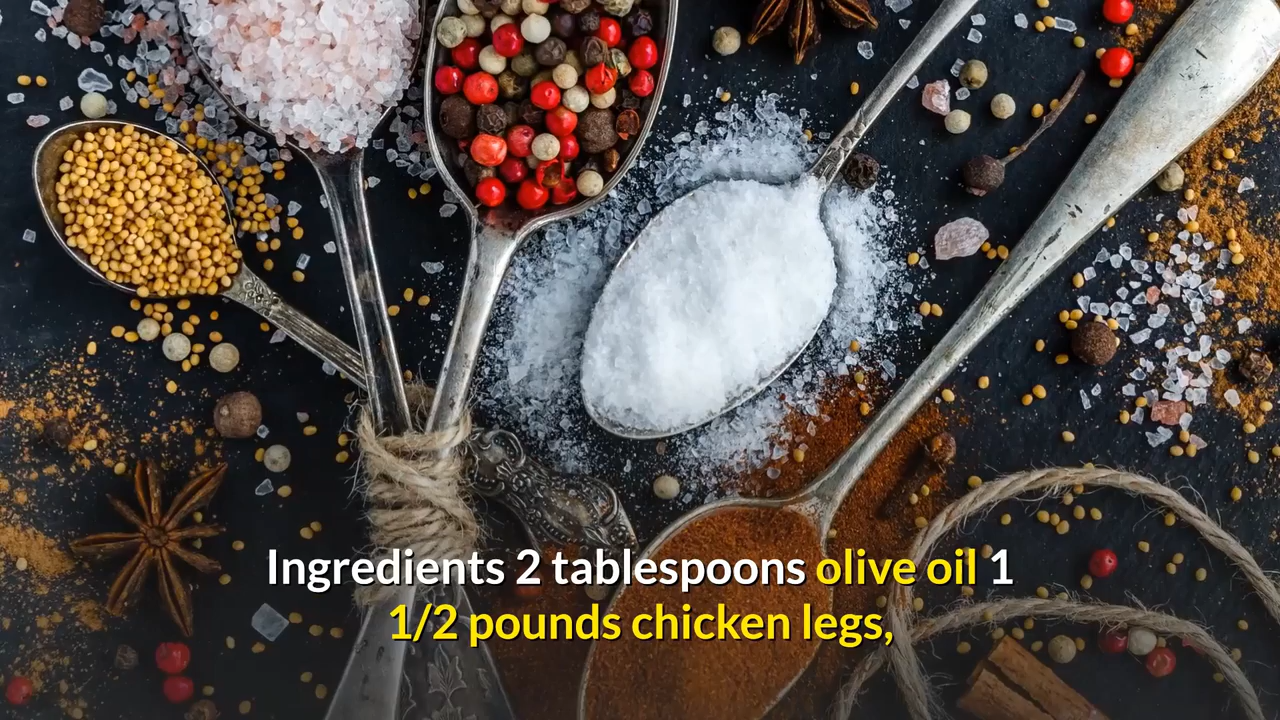 Ingredients 2 tablespoons olive oil 1
1/2 pounds chicken legs,